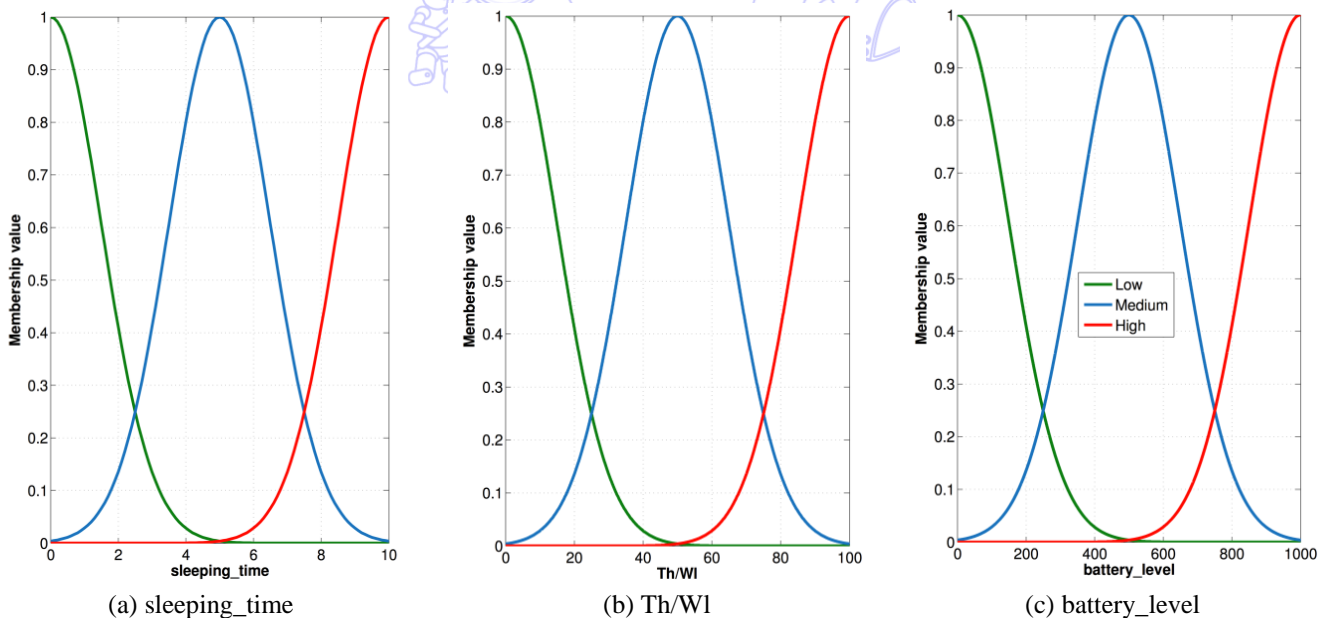 Membership value
1
0.9
0.8
0.7
0.6
0.5
0.4
0.3
0.2
0.1
0
0 2 4 6 8 10
sleeping_time
(a) sleeping_time
Membership value
1
0.9
0.8
0.7
0.6
0.5
0.4
0.3
0.2
0.1
0
0 20 40 60 80 100
Th/Wl
(b) Th/Wl
Membership value
1
0.9
0.8
0.7
0.6
0.5
0.4
0.3
0.2
0.1
0
Low
Medium
High
0 200 400 600 800 1000
battery_level
(c) battery_level